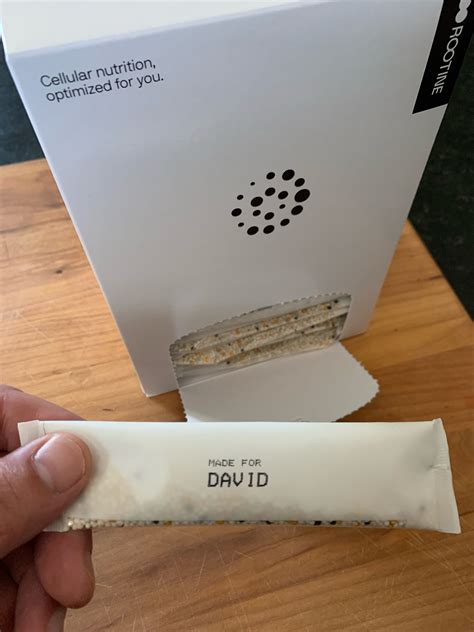 Cellular nutrition,
optimized for you.
ROOTINE
MADE FOR
DAVID